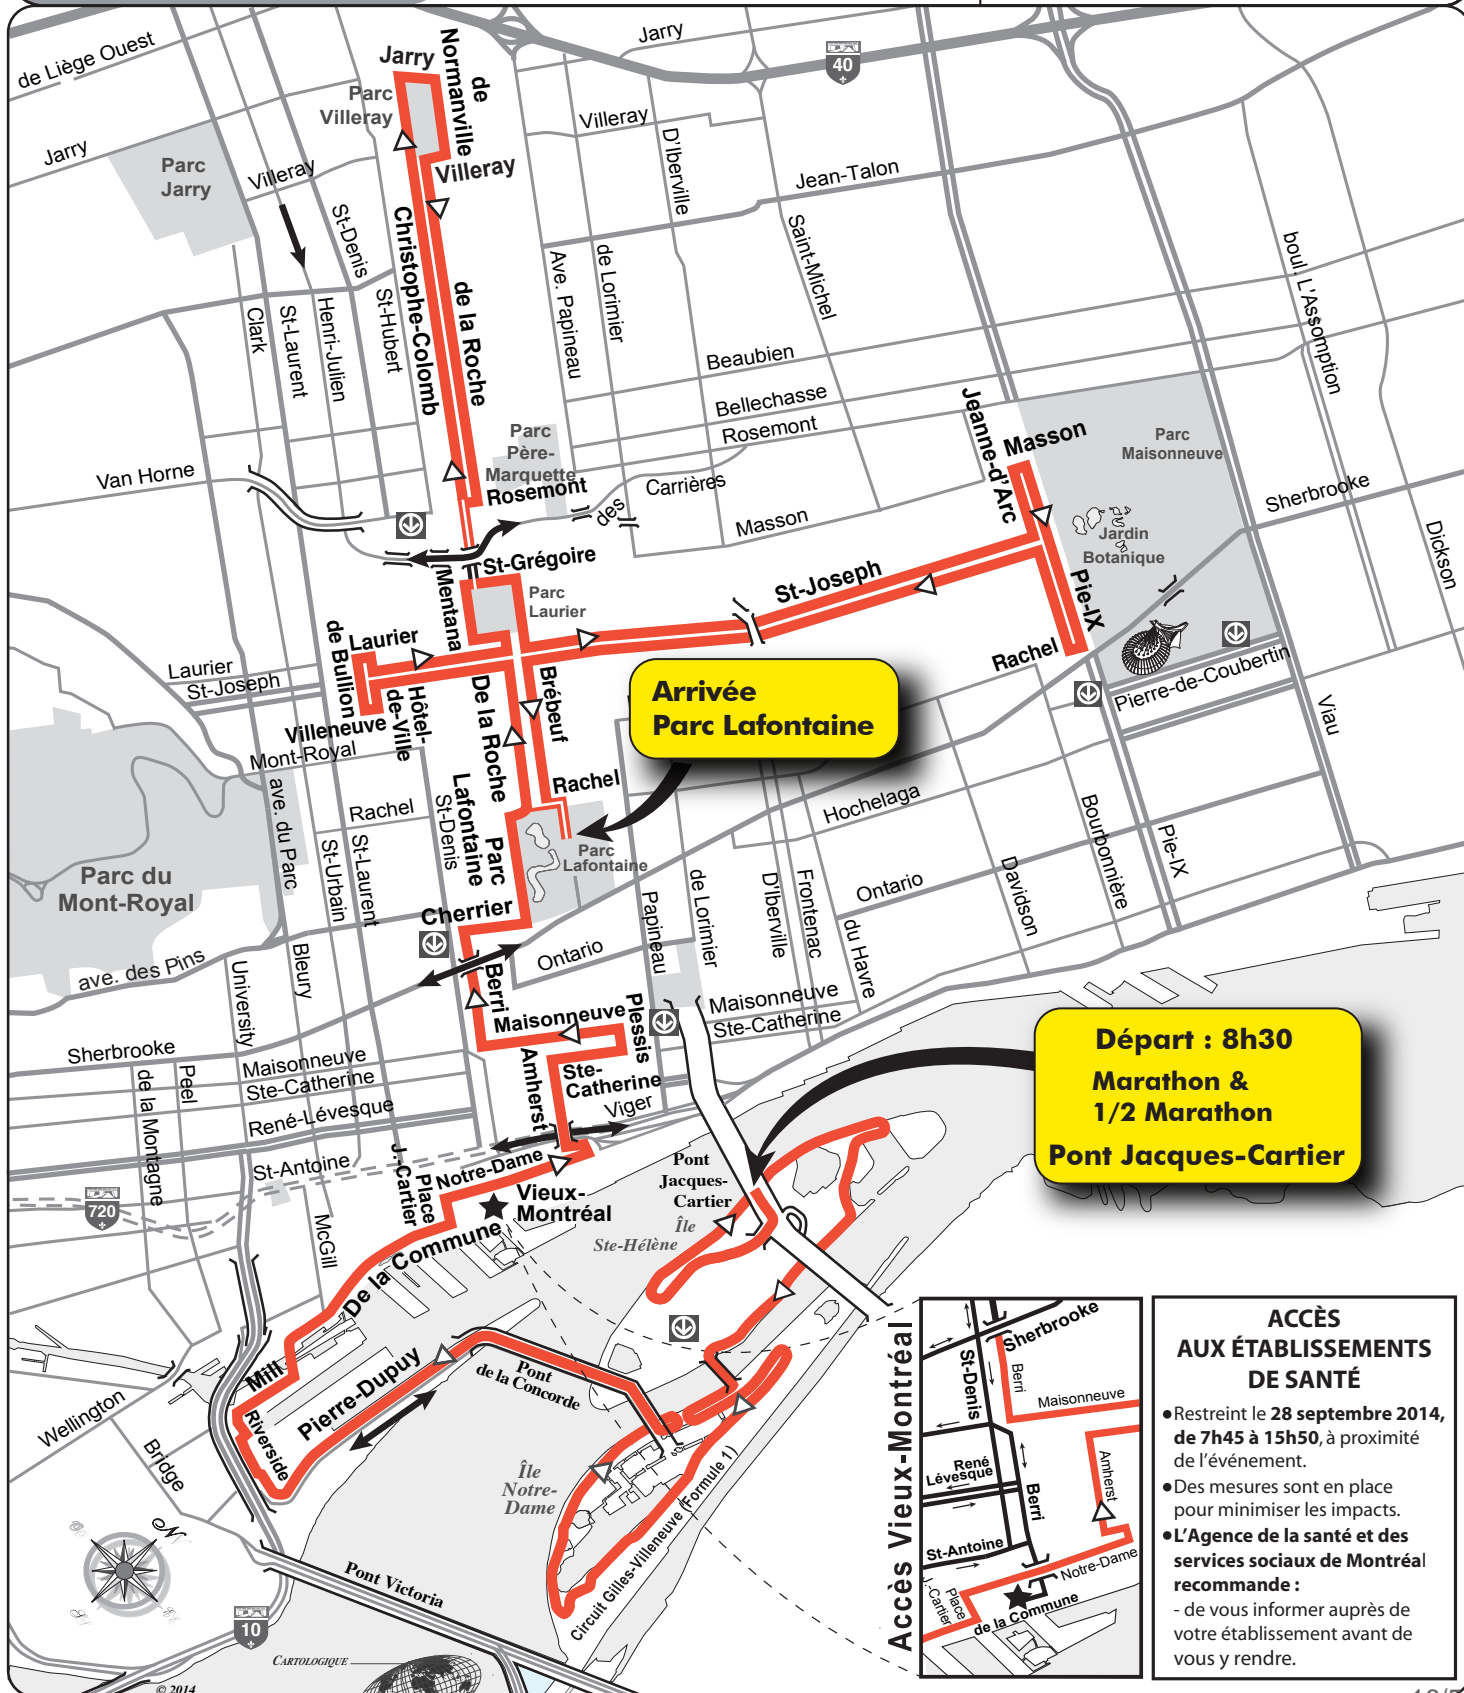 de Liège Ouest
Jarry
Jarry
de
Normanville
40
Parc
Villeray
Villeray
Jarry
Parc
Jarry
Villeray
Villeray
D'Iberville
Jean-Talon
St-Denis
Christophe-Colomb
de la Roche
Ave. Papineau
de Lorimier
Saint-Michel
boul. L'Assomption
Clark
St-Laurent
Henri-Julien
St-Hubert
Beaubien
Bellechasse
Rosemont
Jeanne-d'Arc
Masson
Parc
Maisonneuve
Parc
Père-
Marquette
Rosemont
Van Horne
des
Carrières
Masson
Sherbrooke
Dickson
Jardin
Botanique
St-Grégoire
Mentana
Parc
Laurier
St-Joseph
Pie-IX
Rachel
Pierre-de-Coubertin
Viau
de Bullion
Laurier
Laurier
St-Joseph
Villeneuve
Hôtel-
de-Ville
De la Roche
Brébeuf
Arrivée
Parc Lafontaine
Mont-Royal
Rachel
ave. du Parc
Rachel
St-Denis
Parc
Lafontaine
Parc
Lafontaine
Hochelaga
Bourbonnière
Pie-IX
Parc du
Mont-Royal
St-Urbain
St-Laurent
Cherrier
Papineau
de Lorimier
D'Iberville
Frontenac
Ontario
du Havre
Davidson
ave. des Pins
University
Bleury
Berri
Ontario
Maisonneuve
Plessis
Maisonneuve
Ste-Catherine
Sherbrooke
de la Montagne
Peel
Maisonneuve
Ste-Catherine
René-Lévesque
Amherst
Ste-
Catherine
Viger
Départ : 8h30
Marathon &
1/2 Marathon
Pont Jacques-Cartier
St-Antoine
720
McGill
Place
J.-Cartier
Notre-Dame
Vieux-
Montréal
Pont
Jacques-
Cartier
Île
Ste-Hélène
De la Commune
Mill
Riverside
Pierre-Dupuy
Pont
de la Concorde
Wellington
Bridge
Île
Notre-
Dame
Circuit Gilles-Villeneuve (Formule 1)
Pont Victoria
10
CARTOLOGIQUE
© 2014
N
Accès Vieux-Montréal
Sherbrooke
St-Denis
Berri
Maisonneuve
René
Lévesque
Amherst
Berri
St-Antoine
Notre-Dame
Place
J.-Cartier
de la Commune
ACCÈS
AUX ÉTABLISSEMENTS
DE SANTÉ
●Restreint le 28 septembre 2014,
de 7h45 à 15h50, à proximité
de l'événement.
●Des mesures sont en place
pour minimiser les impacts.
●L'Agence de la santé et des
services sociaux de Montréal
recommande :
- de vous informer auprès de
votre établissement avant de
vous y rendre.